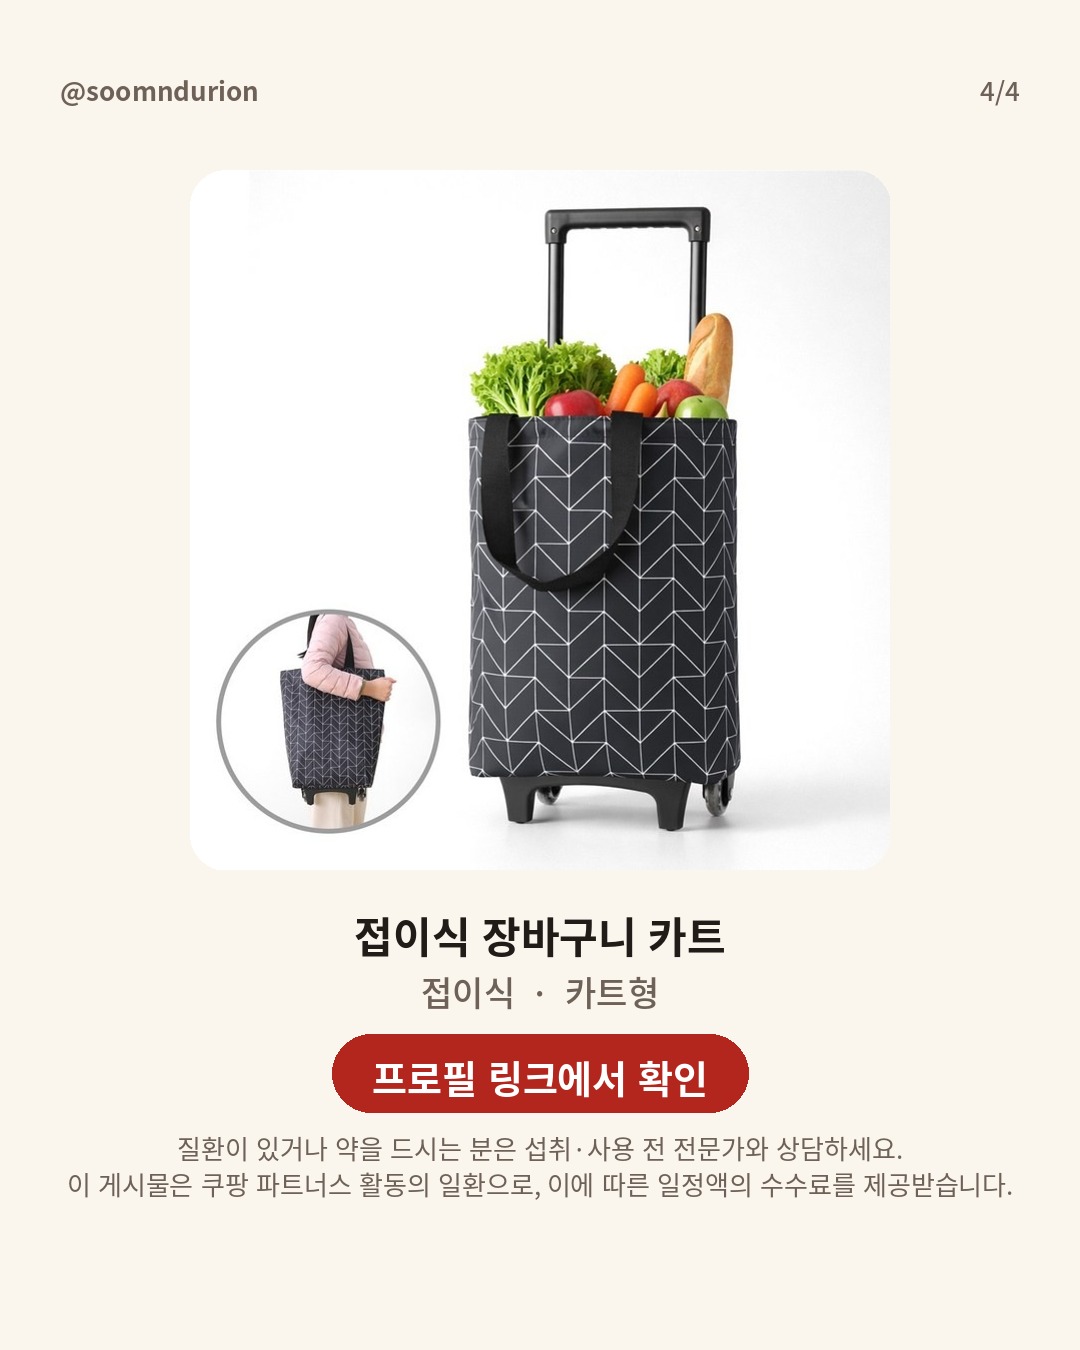 @soomndurion
4/4
접이식 장바구니 카트
접이식 · 카트형
프로필 링크에서 확인
질환이 있거나 약을 드시는 분은 섭취·사용 전 전문가와 상담하세요.
이 게시물은 쿠팡 파트너스 활동의 일환으로, 이에 따른 일정액의 수수료를 제공받습니다.